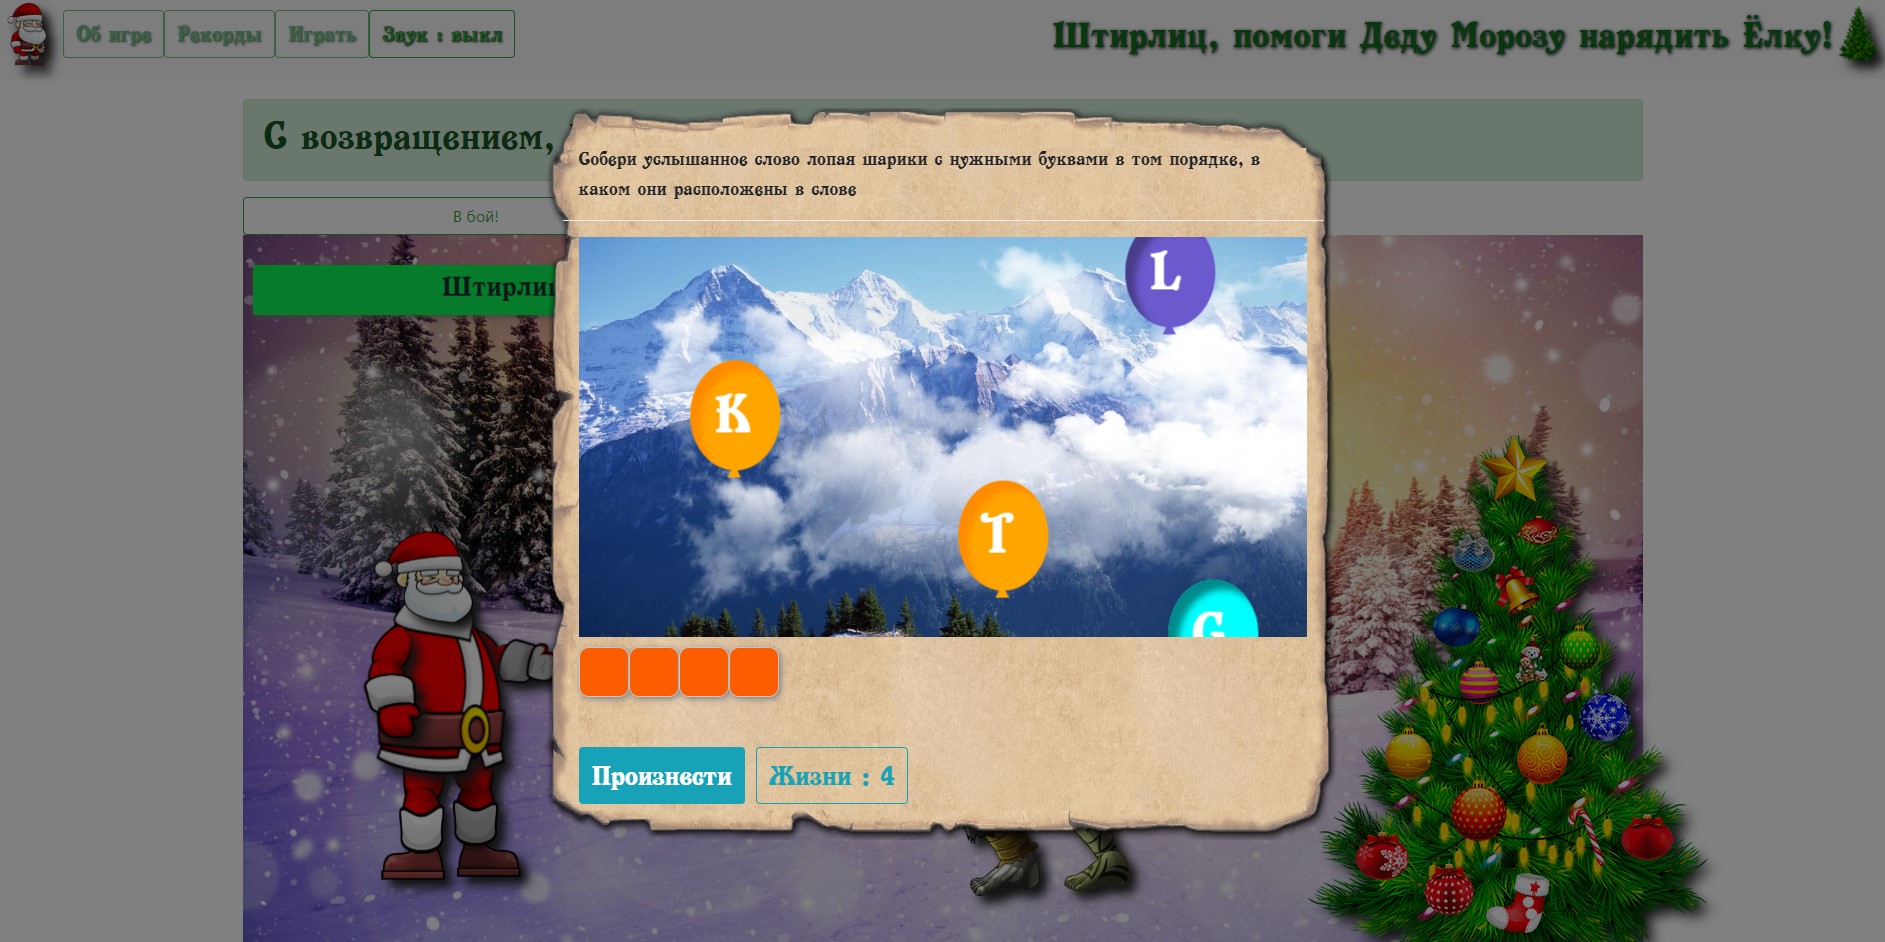 Об игре
Рекорды
Играть
Звук : выкл
Штирлиц, помоги Деду Морозу нарядить Ёлку!
С возвращением,
В бой!
Собери услышанное слово лопая шарики с нужными буквами в том порядке, в
каком они расположены в слове
L
K
T
G
Произнести
Жизни : 4